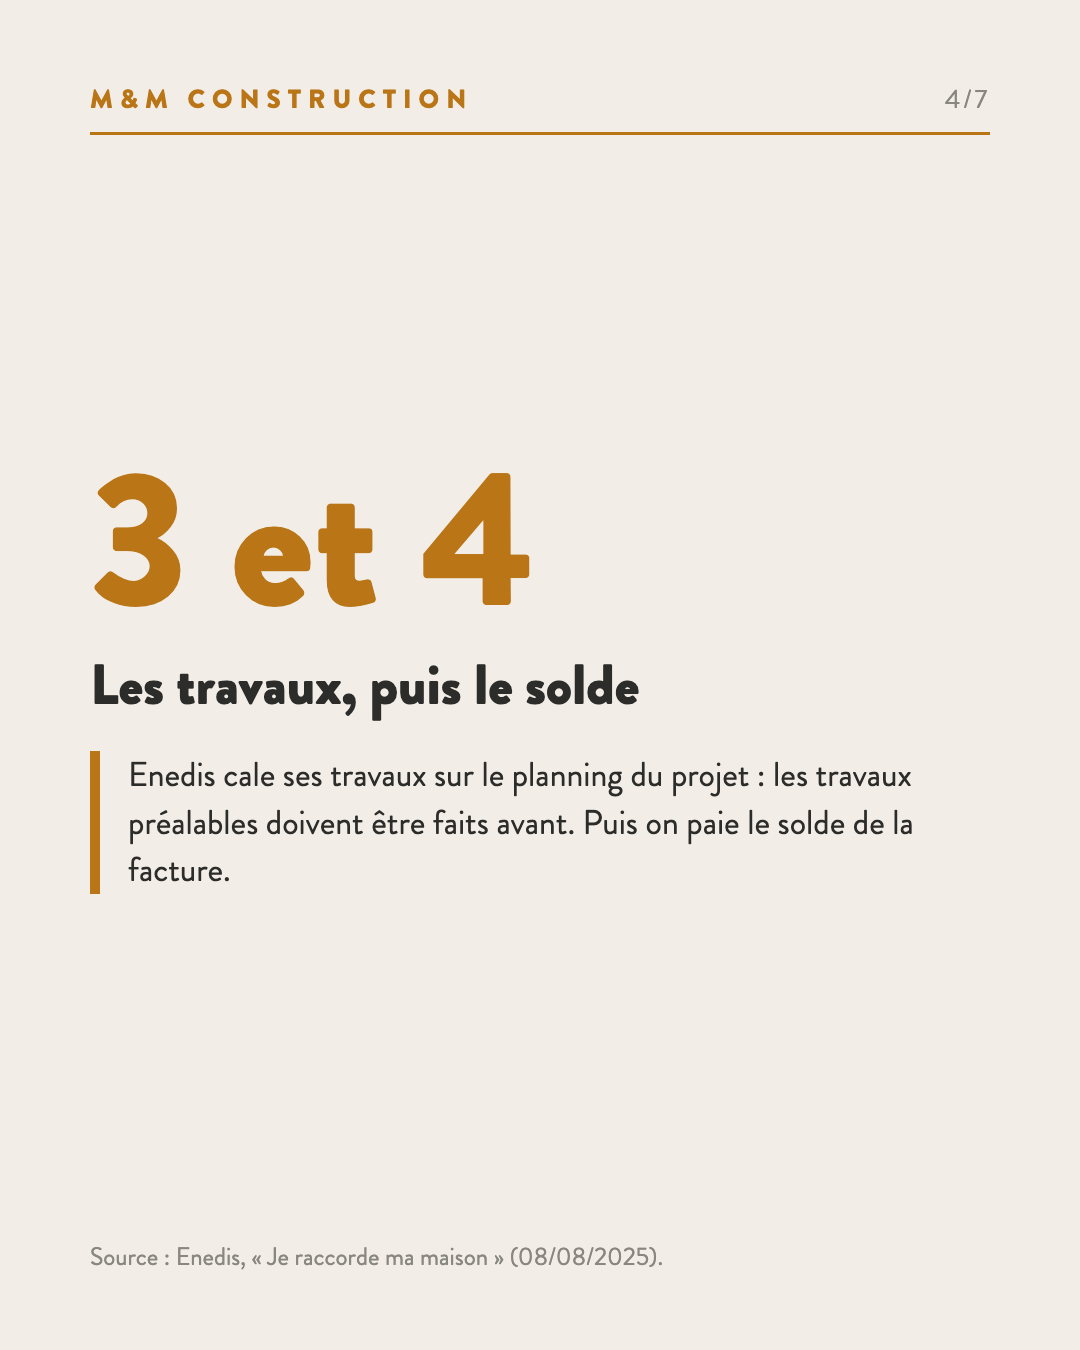 M&M CONSTRUCTION
4/7
3 et 4
Les travaux, puis le solde
Enedis cale ses travaux sur le planning du projet : les travaux
préalables doivent être faits avant. Puis on paie le solde de la
facture.
Source : Enedis, « Je raccorde ma maison » (08/08/2025).